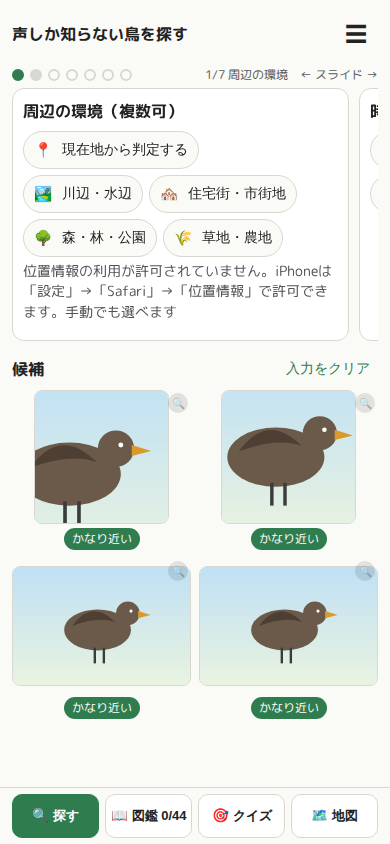 声しか知らない鳥を探す
1/7 周辺の環境 ← スライド →
周辺の環境（複数可）
現在地から判定する
川辺・水辺 住宅街・市街地
森・林・公園 草地・農地
位置情報の利用が許可されていません。iPhoneは
「設定」→「Safari」→「位置情報」で許可でき
ます。手動でも選べます
候補 入力をクリア
かなり近い かなり近い
かなり近い かなり近い
探す 図鑑 0/44 クイズ 地図